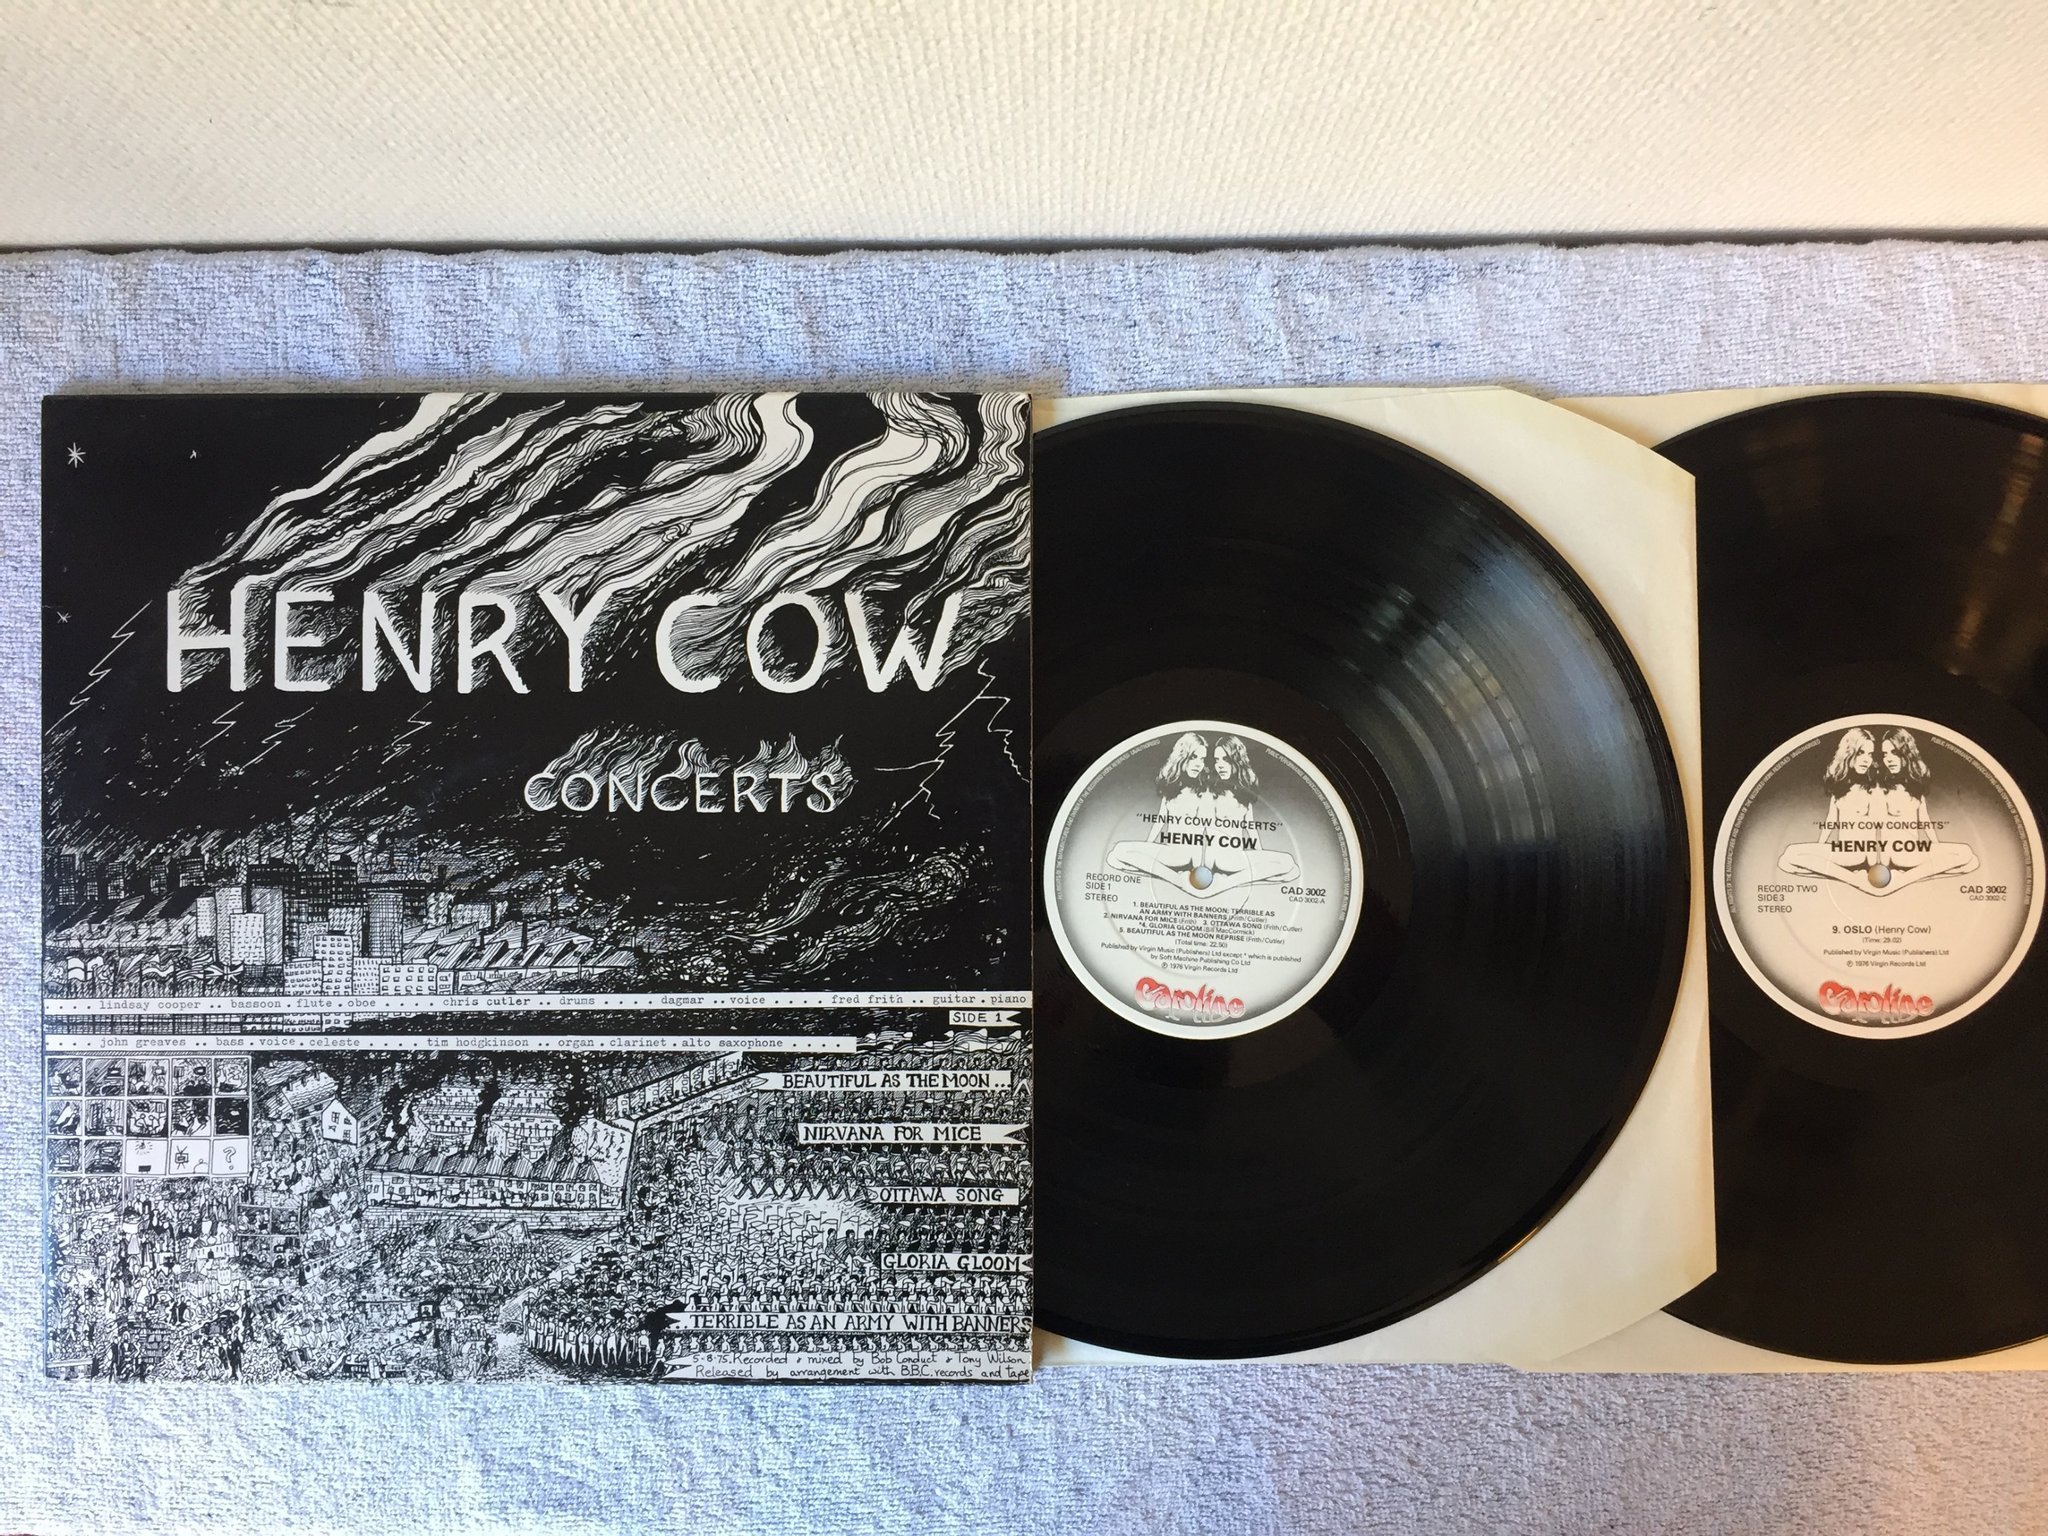 HENRY COW
CONCERTS
....lindsay cooper..bassoon.flute.oboe.....chris cutler..drums.....dagmar..voice.....fred frith..guitar.piano
SIDE 1
....john greaves..bass.voice.celeste.....tim hodgkinson..organ.clarinet.alto saxophone.....
BEAUTIFUL AS THE MOON...
NIRVANA FOR MICE
OTTAWA SONG
GLORIA GLOOM
...TERRIBLE AS AN ARMY WITH BANNERS
5-8-75. Recorded & mixed by Bob Conduct & Tony Wilson.
Released by arrangement with B.B.C. records and tape
?
"HENRY COW CONCERTS"
HENRY COW
RECORD ONE
SIDE 1
STEREO
CAD 3002
CAD 3002-A
1. BEAUTIFUL AS THE MOON; TERRIBLE AS
AN ARMY WITH BANNERS (Frith/Cutler)
2. NIRVANA FOR MICE (Frith) 3. OTTAWA SONG (Frith/Cutler)
*4. GLORIA GLOOM (Bill MacCormick)
5. BEAUTIFUL AS THE MOON REPRISE (Frith/Cutler)
(Total time: 22.50)
Published by Virgin Music (Publishers) Ltd except * which is published
by Soft Machine Publishing Co Ltd
℗ 1976 Virgin Records Ltd
Caroline
"HENRY COW CONCERTS"
HENRY COW
RECORD TWO
SIDE 3
STEREO
CAD 3002
CAD 3002-C
9. OSLO (Henry Cow)
(Time: 29.02)
Published by Virgin Music (Publishers) Ltd
℗ 1976 Virgin Records Ltd
Caroline